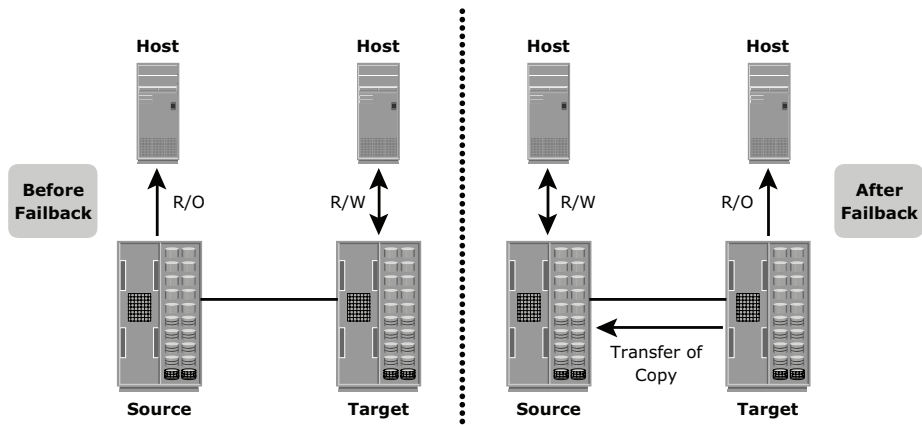 Host
Host
Host
Host
Before
Failback
R/O
R/W
R/W
R/O
After
Failback
Transfer of
Copy
Source
Target
Source
Target